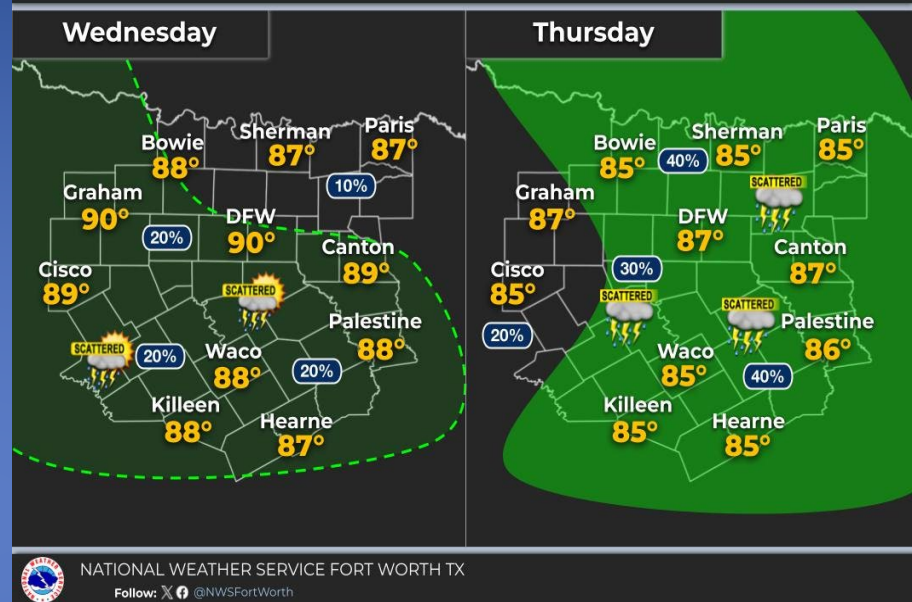 Wednesday
Bowie
88°
Sherman
87°
Paris
87°
10%
Graham
90°
20%
DFW
90°
Canton
89°
Cisco
89°
SCATTERED
Palestine
88°
SCATTERED
20%
Waco
88°
20%
Killeen
88°
Hearne
87°
Thursday
Bowie
85°
40%
Sherman
85°
Paris
85°
SCATTERED
Graham
87°
DFW
87°
Canton
87°
Cisco
85°
30%
SCATTERED
SCATTERED
Palestine
86°
20%
Waco
85°
40%
Killeen
85°
Hearne
85°
NATIONAL WEATHER SERVICE FORT WORTH TX
Follow: X @NWSFortWorth